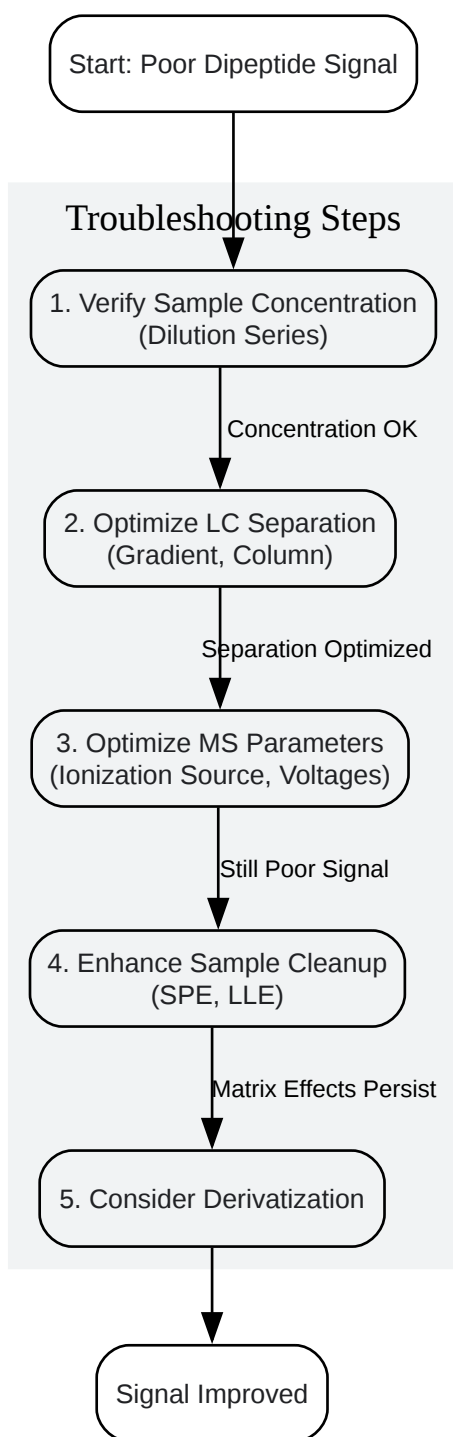 Start: Poor Dipeptide Signal
Troubleshooting Steps
1. Verify Sample Concentration
(Dilution Series)
Concentration OK
2. Optimize LC Separation
(Gradient, Column)
Separation Optimized
3. Optimize MS Parameters
(Ionization Source, Voltages)
Still Poor Signal
4. Enhance Sample Cleanup
(SPE, LLE)
Matrix Effects Persist
5. Consider Derivatization
Signal Improved